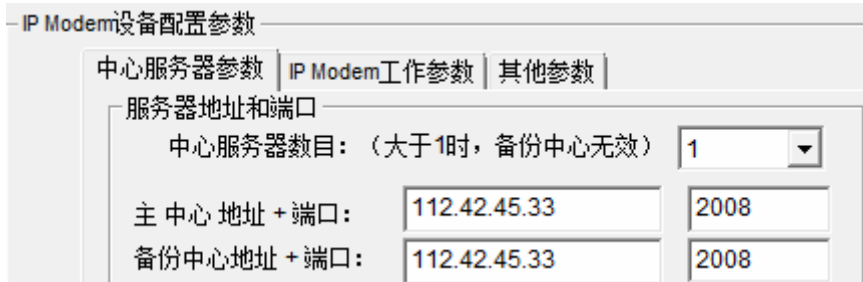 IP Modem设备配置参数
中心服务器参数 IP Modem工作参数 其他参数
服务器地址和端口
中心服务器数目：（大于1时，备份中心无效） 1
主 中心 地址 + 端口： 112.42.45.33 2008
备份中心地址 + 端口： 112.42.45.33 2008